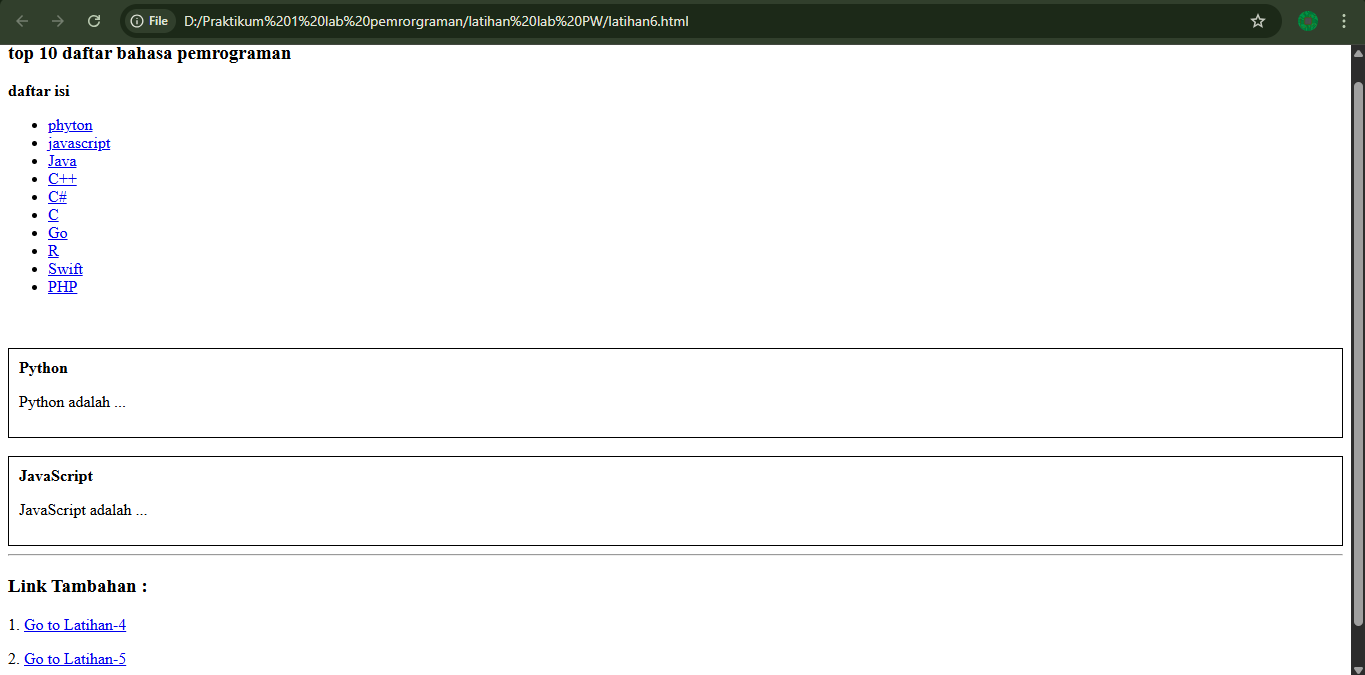 File D:/Praktikum%201%20lab%20pemrorgraman/latihan%20lab%20PW/latihan6.html
top 10 daftar bahasa pemrograman
daftar isi
phyton
javascript
Java
C++
C#
C
Go
R
Swift
PHP
Python
Python adalah ...
JavaScript
JavaScript adalah ...
Link Tambahan :
1. Go to Latihan-4
2. Go to Latihan-5